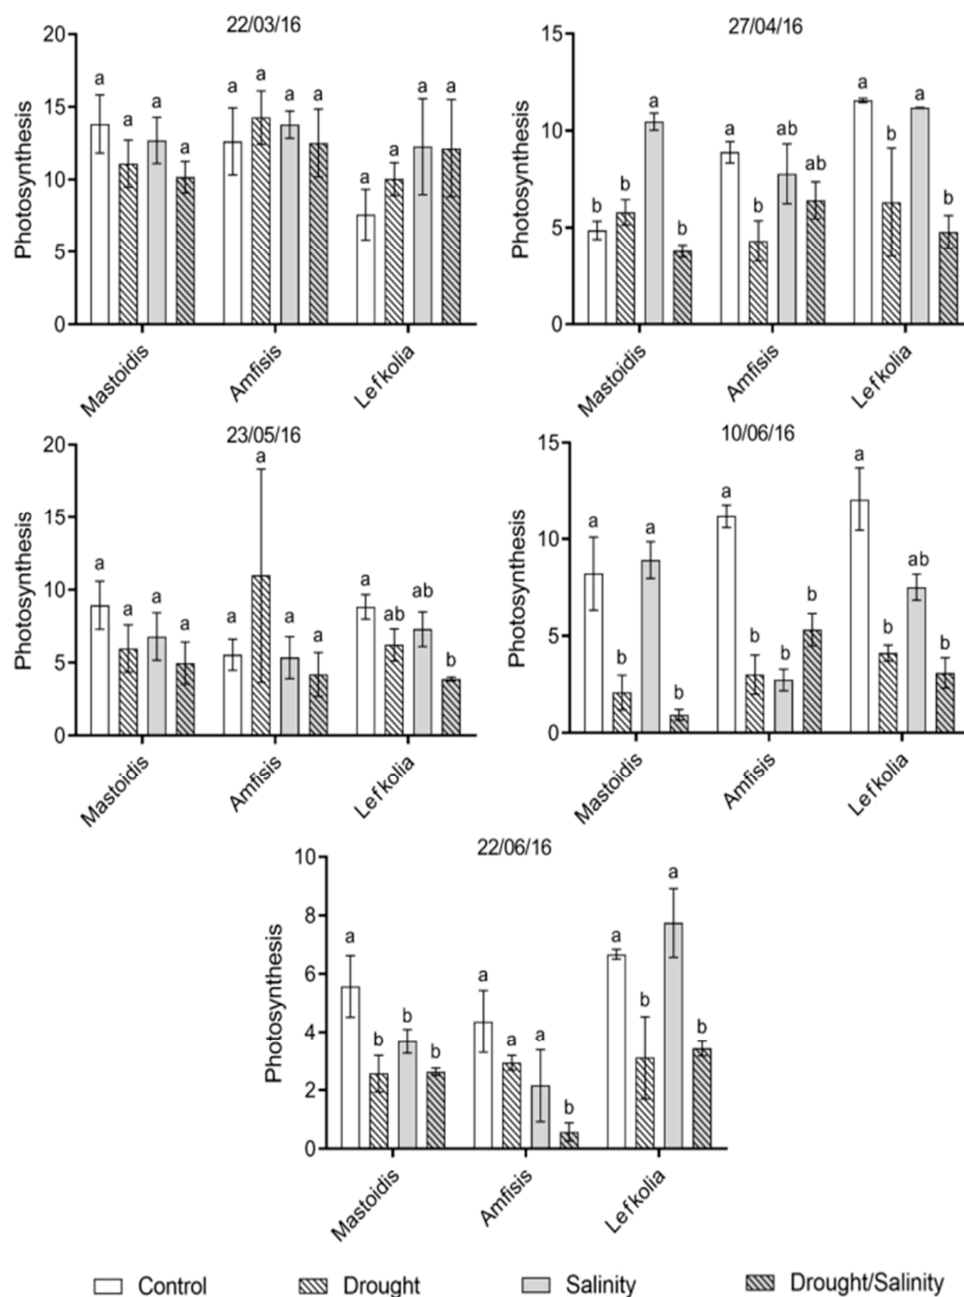 22/03/16
20
15
10
5
0
Photosynthesis
a a a a a a a a a a a a
Mastoidis Amfisis Lefkolia
27/04/16
15
10
5
0
Photosynthesis
b b a b a b ab ab a b a b
Mastoidis Amfisis Lefkolia
23/05/16
20
15
10
5
0
Photosynthesis
a a a a a a a a a ab ab b
Mastoidis Amfisis Lefkolia
10/06/16
15
10
5
0
Photosynthesis
a b a b a b b b a b ab b
Mastoidis Amfisis Lefkolia
22/06/16
10
8
6
4
2
0
Photosynthesis
a b b b a a a b a b a b
Mastoidis Amfisis Lefkolia
Control Drought Salinity Drought/Salinity